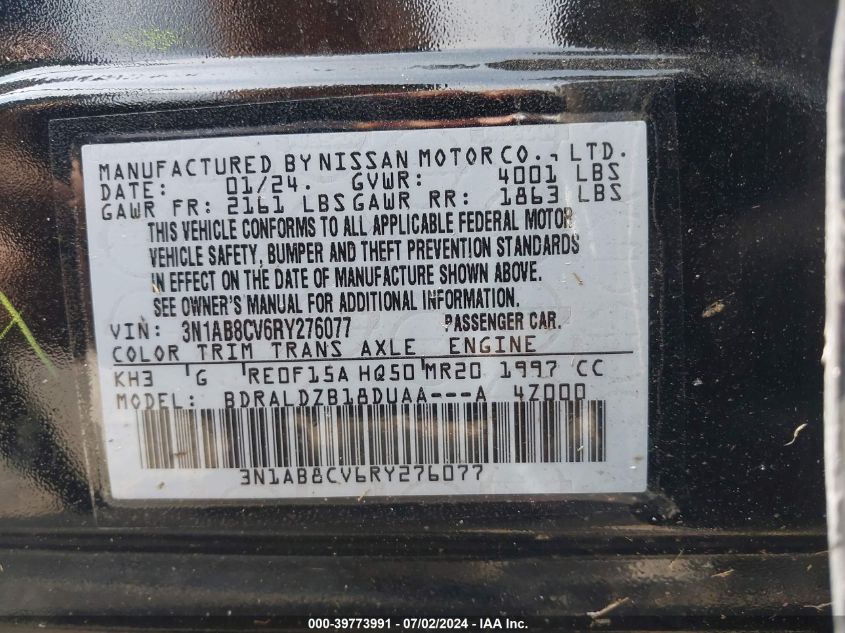 MANUFACTURED BY NISSAN MOTOR CO., LTD.
DATE: 01/24. GVWR: 4001 LBS
GAWR FR: 2161 LBS GAWR RR: 1863 LBS
THIS VEHICLE CONFORMS TO ALL APPLICABLE FEDERAL MOTOR
VEHICLE SAFETY, BUMPER AND THEFT PREVENTION STANDARDS
IN EFFECT ON THE DATE OF MANUFACTURE SHOWN ABOVE.
SEE OWNER'S MANUAL FOR ADDITIONAL INFORMATION.
VIN: 3N1AB8CV6RY276077 PASSENGER CAR.
COLOR TRIM TRANS AXLE ENGINE
KH3 G RE0F15A HQ50 MR20 1997 CC
MODEL: BDRALDZB18DUAA---A 4Z000
3N1AB8CV6RY276077
000-39773991 - 07/02/2024 - IAA Inc.